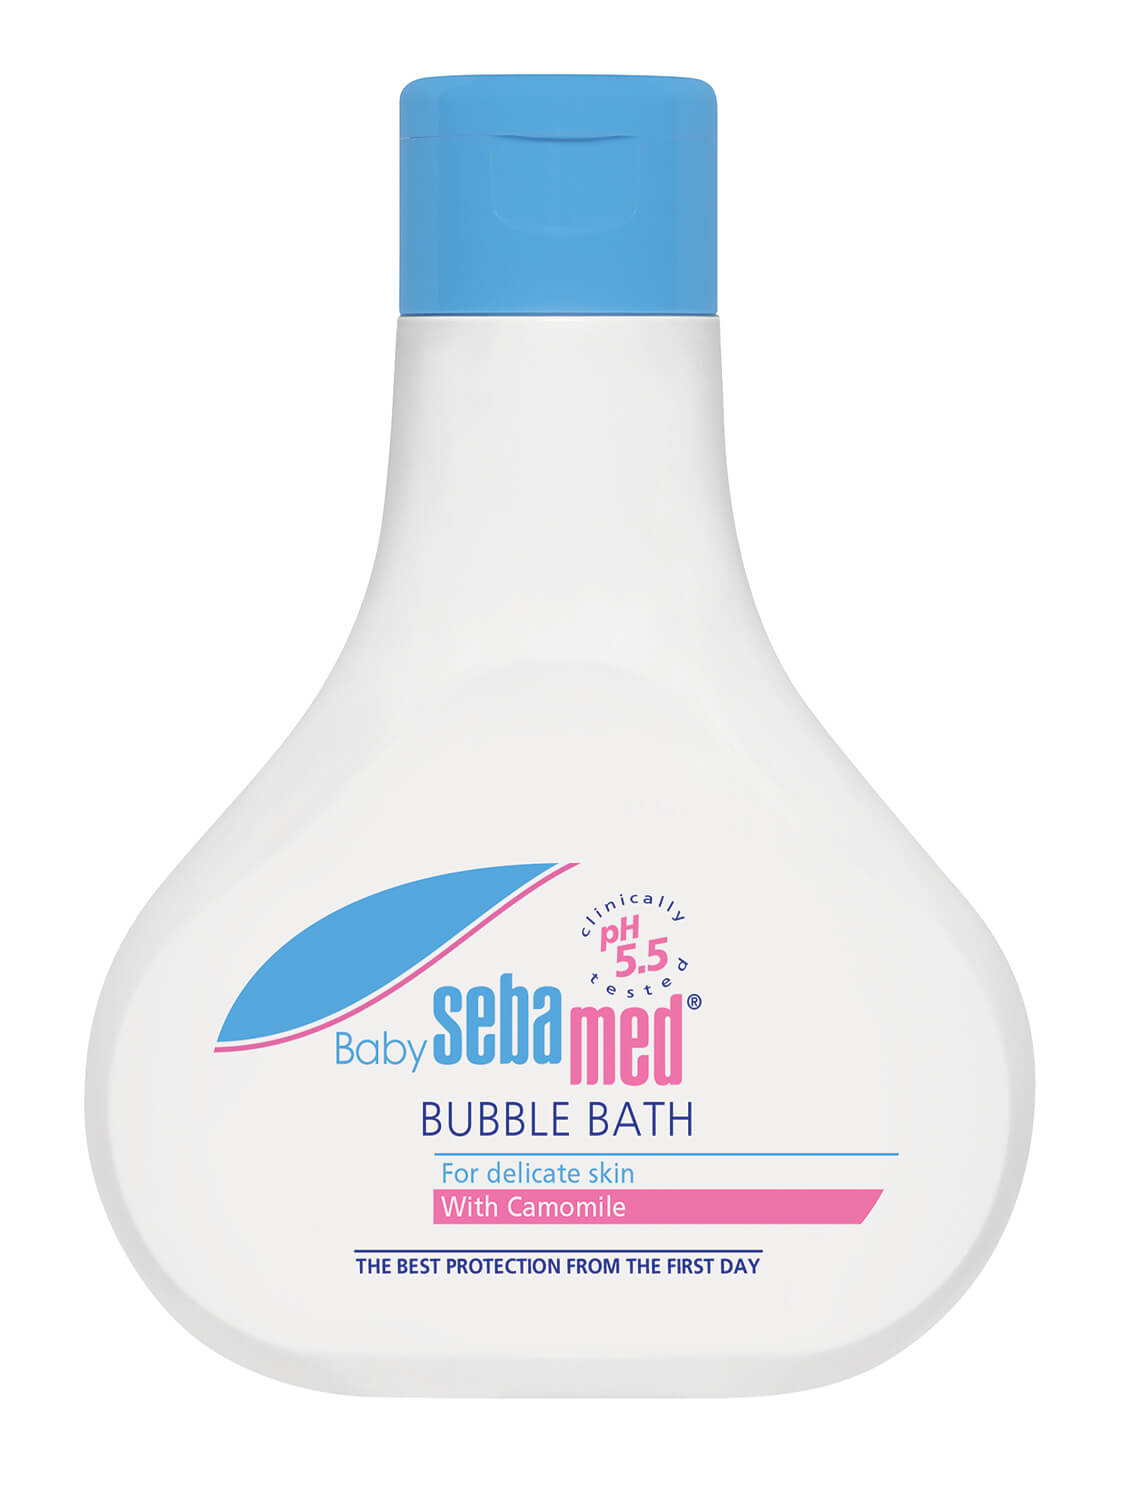 clinically
pH
5.5
tested
Baby sebamed®
BUBBLE BATH
For delicate skin
With Camomile
THE BEST PROTECTION FROM THE FIRST DAY